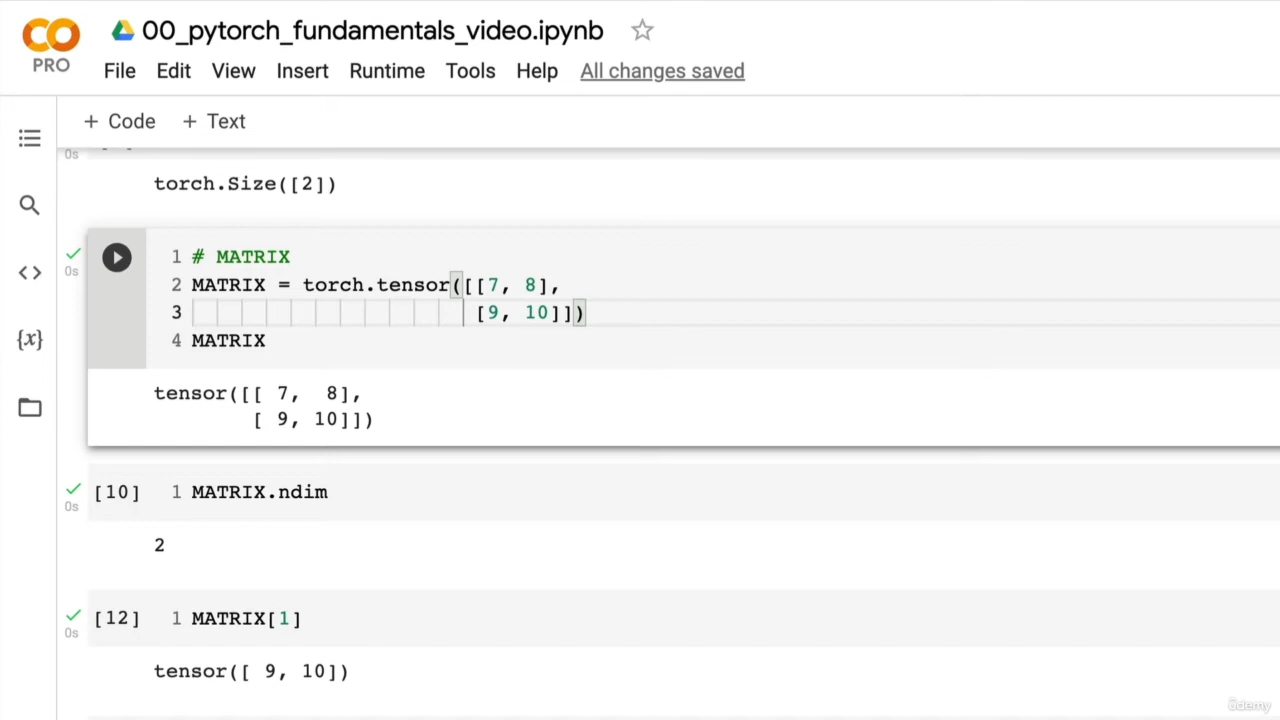 00_pytorch_fundamentals_video.ipynb
PRO
File Edit View Insert Runtime Tools Help All changes saved
+ Code + Text
0s
torch.Size([2])
0s
1 # MATRIX
2 MATRIX = torch.tensor([[7, 8],
3 [9, 10]])
4 MATRIX
{x}
tensor([[ 7,  8],
[ 9, 10]])
[10] 1 MATRIX.ndim
0s
2
[12] 1 MATRIX[1]
0s
tensor([ 9, 10])
ûdemy